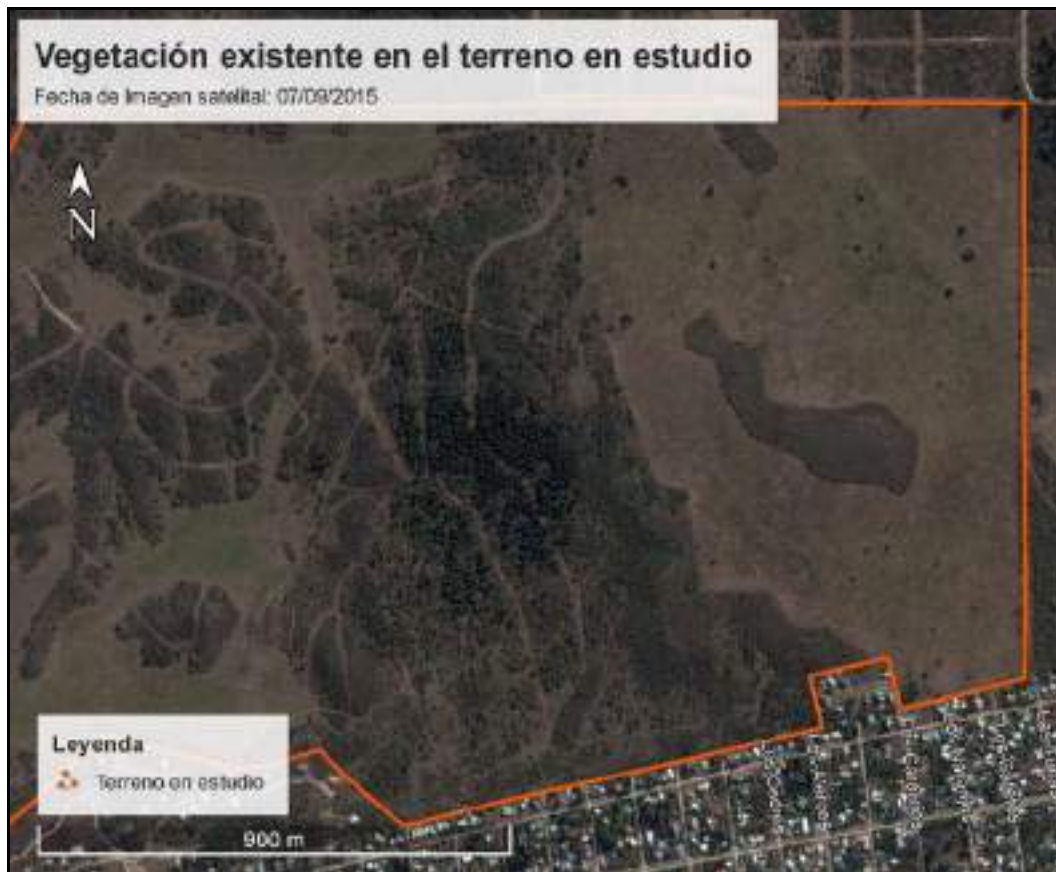 Vegetación existente en el terreno en estudio
Fecha de Imagen satelital: 07/09/2015
N
Leyenda
Terreno en estudio
900 m